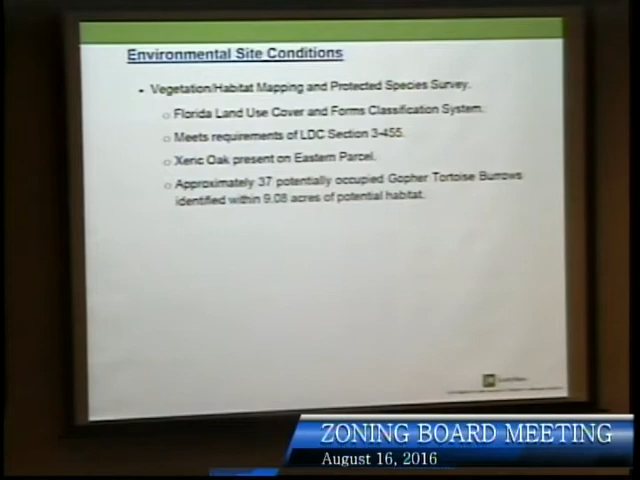 Environmental Site Conditions
• Vegetation/Habitat Mapping and Protected Species Survey.
o Florida Land Use Cover and Forms Classification System.
o Meets requirements of LDC Section 3-455.
o Xeric Oak present on Eastern Parcel.
o Approximately 37 potentially occupied Gopher Tortoise Burrows
identified within 9.08 acres of potential habitat.
ZONING BOARD MEETING
August 16, 2016